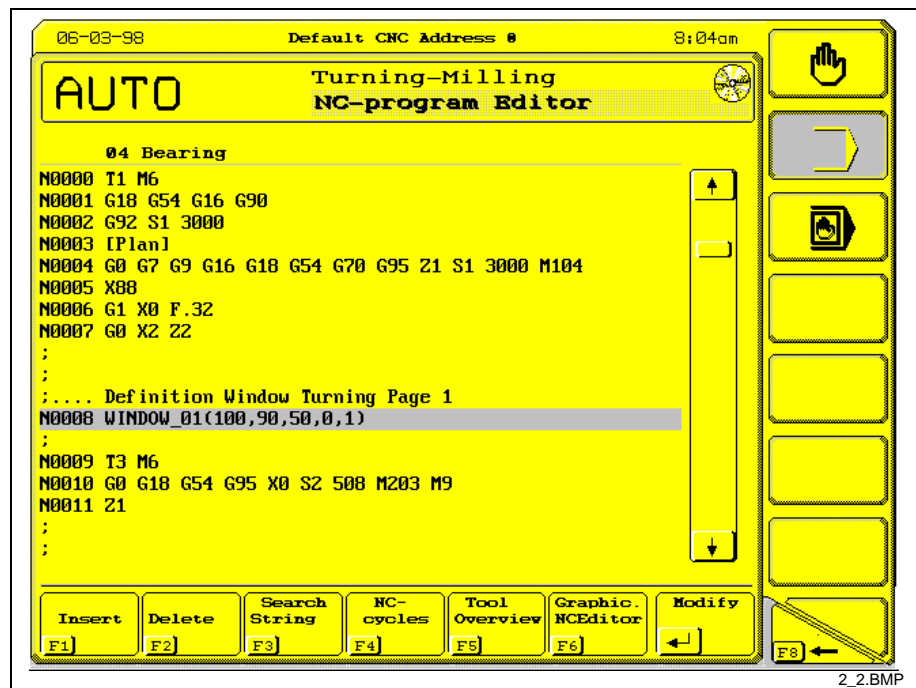 06-03-98 Default CNC Address 0 8:04am
AUTO
Turning-Milling
NC-program Editor
04 Bearing
N0000 T1 M6
N0001 G18 G54 G16 G90
N0002 G92 S1 3000
N0003 [Plan]
N0004 G0 G7 G9 G16 G18 G54 G70 G95 Z1 S1 3000 M104
N0005 X88
N0006 G1 X0 F.32
N0007 G0 X2 Z2
;
;
;.... Definition Window Turning Page 1
N0008 WINDOW_01(100,90,50,0,1)
;
N0009 T3 M6
N0010 G0 G18 G54 G95 X0 S2 508 M203 M9
N0011 Z1
;
;
Insert
F1
Delete
F2
Search
String
F3
NC-
cycles
F4
Tool
Overview
F5
Graphic.
NCEditor
F6
Modify
F8
2_2.BMP